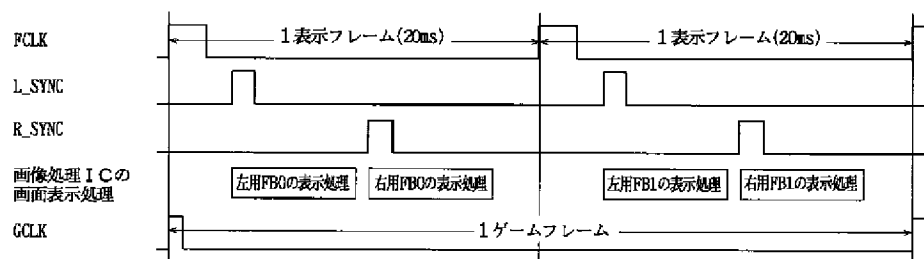 FCLK
1表示フレーム(20ms)
1表示フレーム(20ms)
L_SYNC
R_SYNC
画像処理ICの
画面表示処理
左用FB0の表示処理
右用FB0の表示処理
左用FB1の表示処理
右用FB1の表示処理
GCLK
1ゲームフレーム